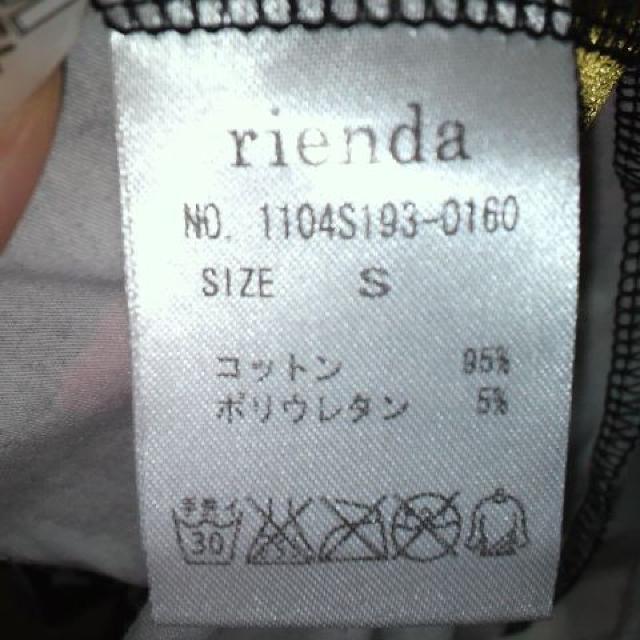 rienda
NO. 1104S193-0160
SIZE S
コットン 95%
ポリウレタン 5%
手洗イ
30